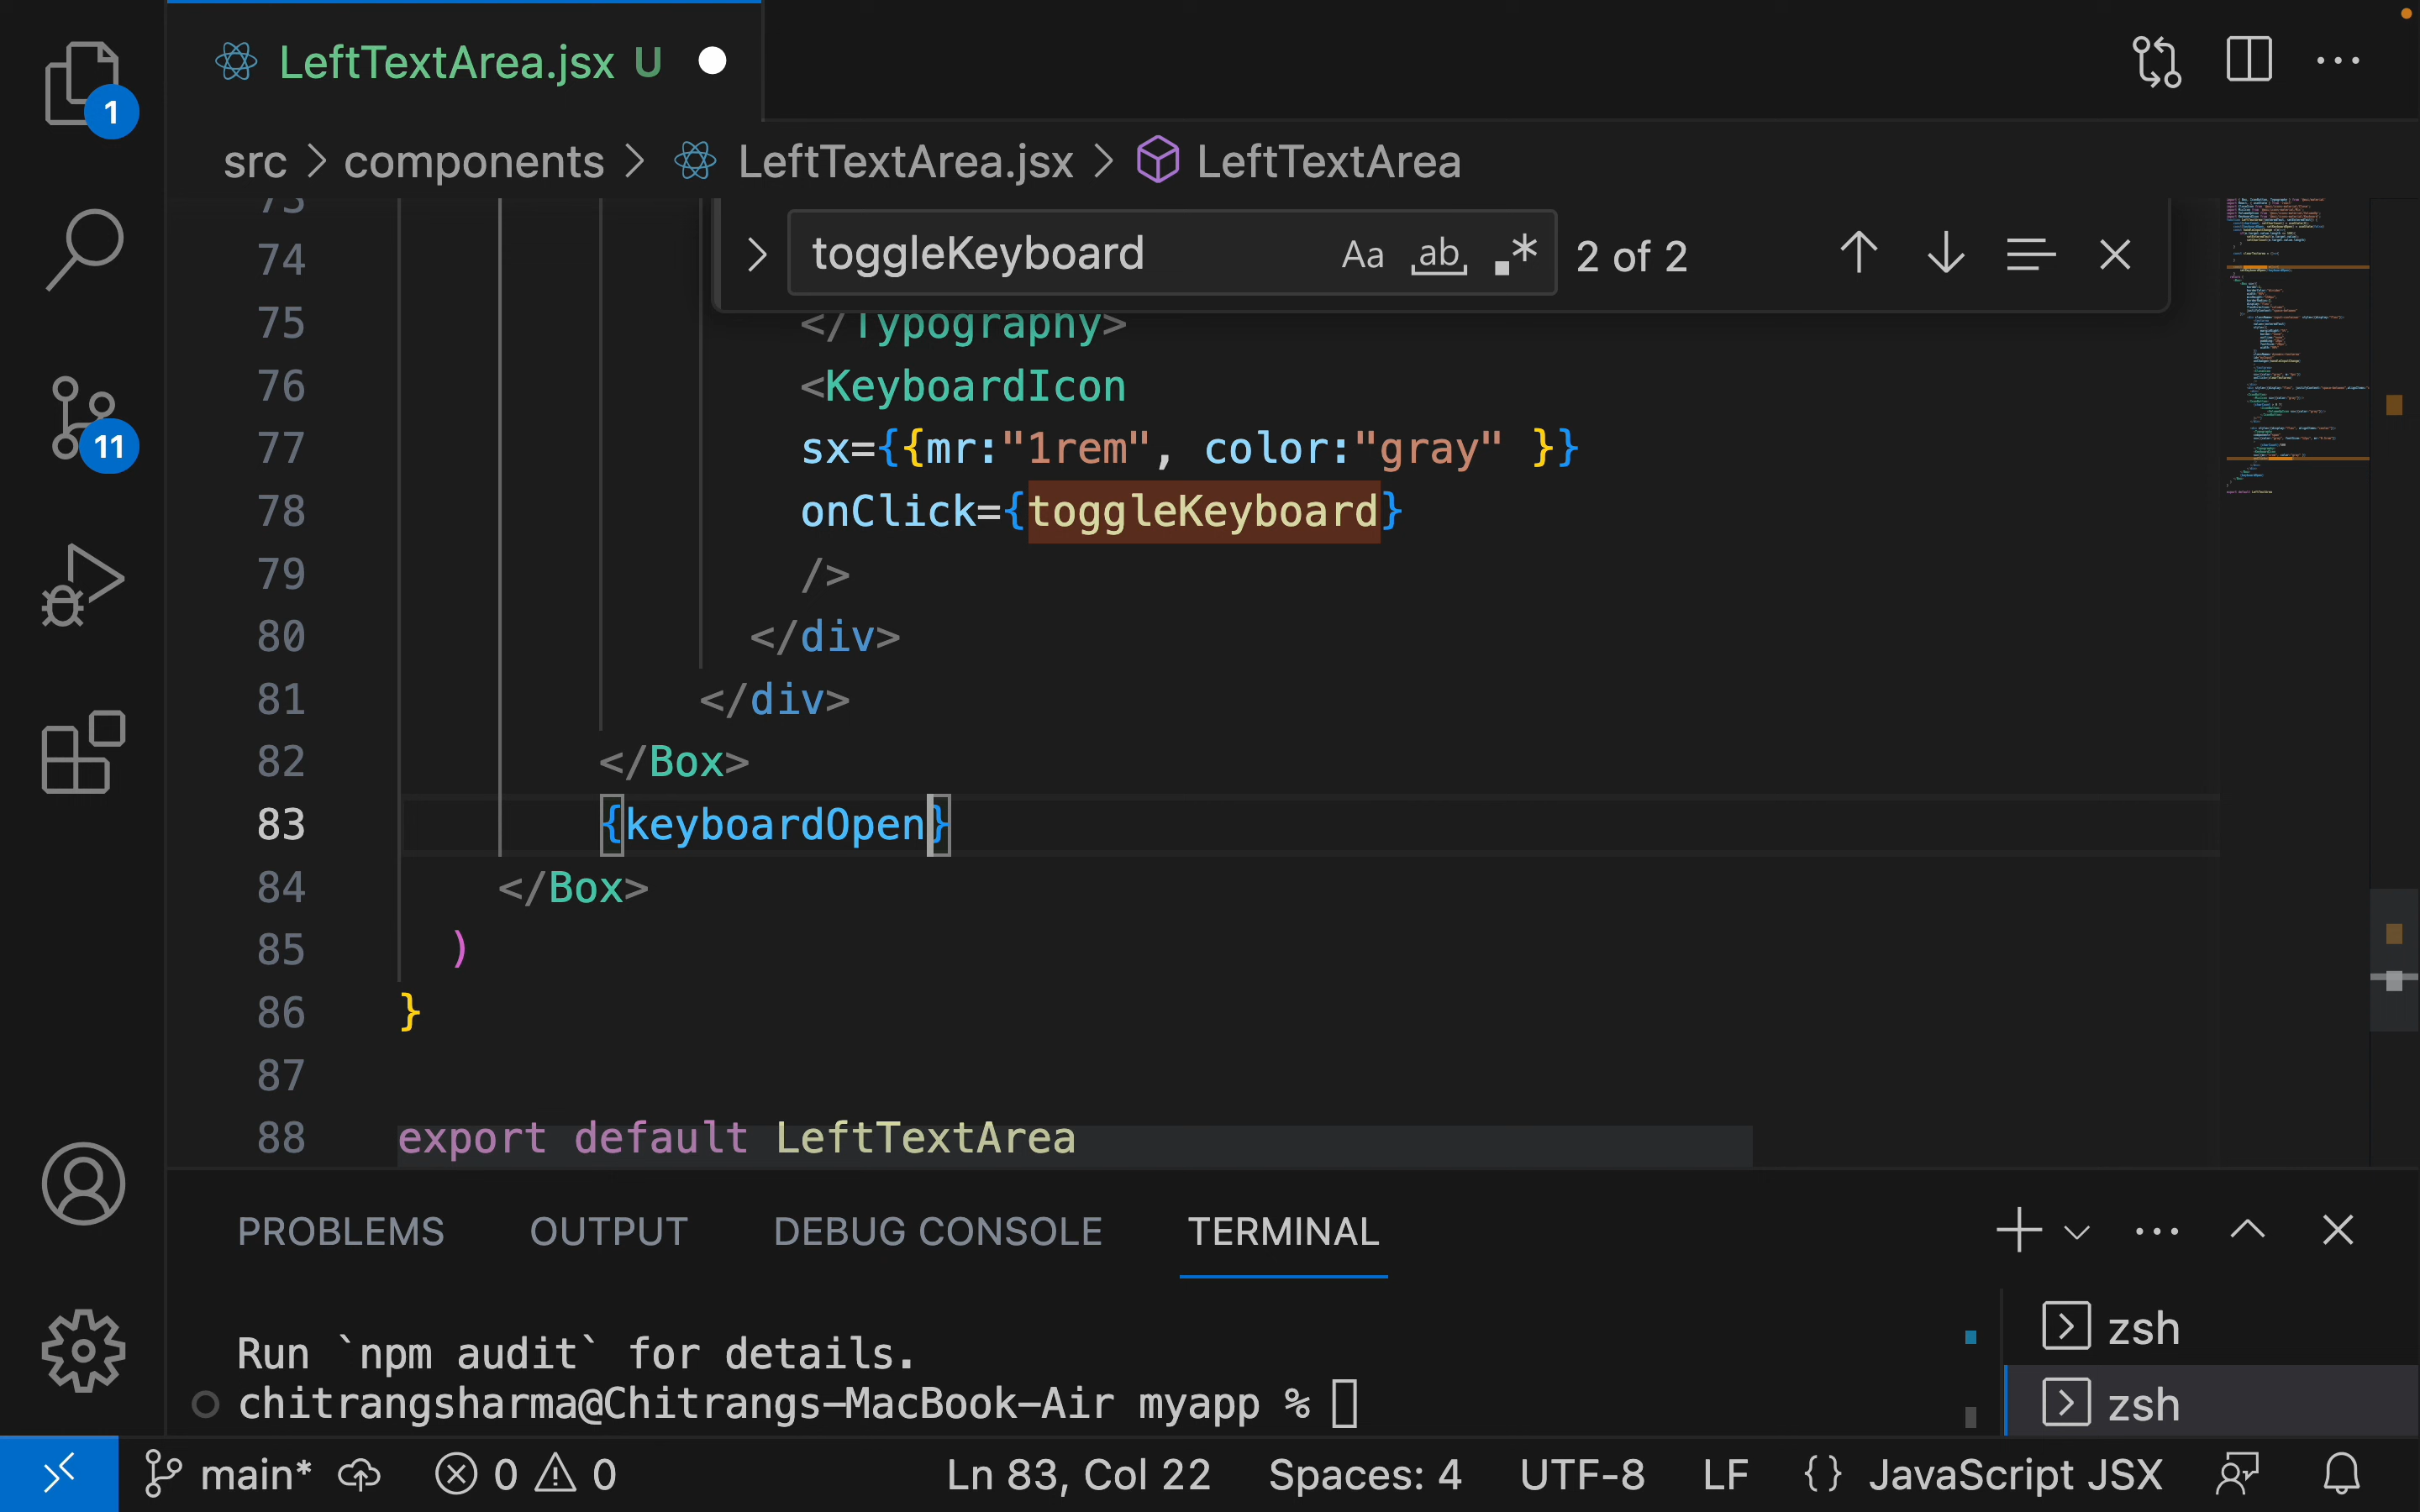 LeftTextArea.jsx U
1
src > components > LeftTextArea.jsx > LeftTextArea
73
toggleKeyboard Aa ab .* 2 of 2
74
75 </Typography>
76 <KeyboardIcon
77 sx={{mr:"1rem", color:"gray" }}
78 onClick={toggleKeyboard}
11
79 />
80 </div>
81 </div>
82 </Box>
83 {keyboardOpen}
84 </Box>
85 )
86 }
87
88 export default LeftTextArea
PROBLEMS OUTPUT DEBUG CONSOLE TERMINAL
Run `npm audit` for details.
chitrangsharma@Chitrangs-MacBook-Air myapp %
zsh
zsh
main* 0 0 Ln 83, Col 22 Spaces: 4 UTF-8 LF {} JavaScript JSX